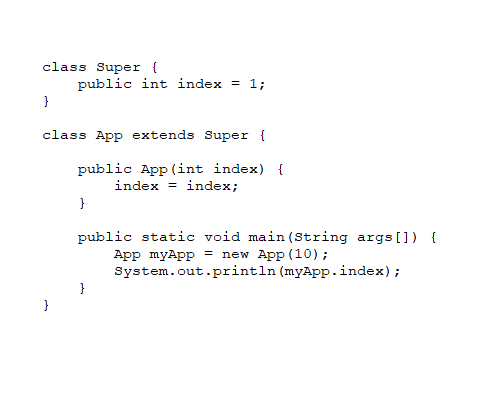 class Super {
    public int index = 1;
}

class App extends Super {

    public App(int index) {
        index = index;
    }

    public static void main(String args[]) {
        App myApp = new App(10);
        System.out.println(myApp.index);
    }
}